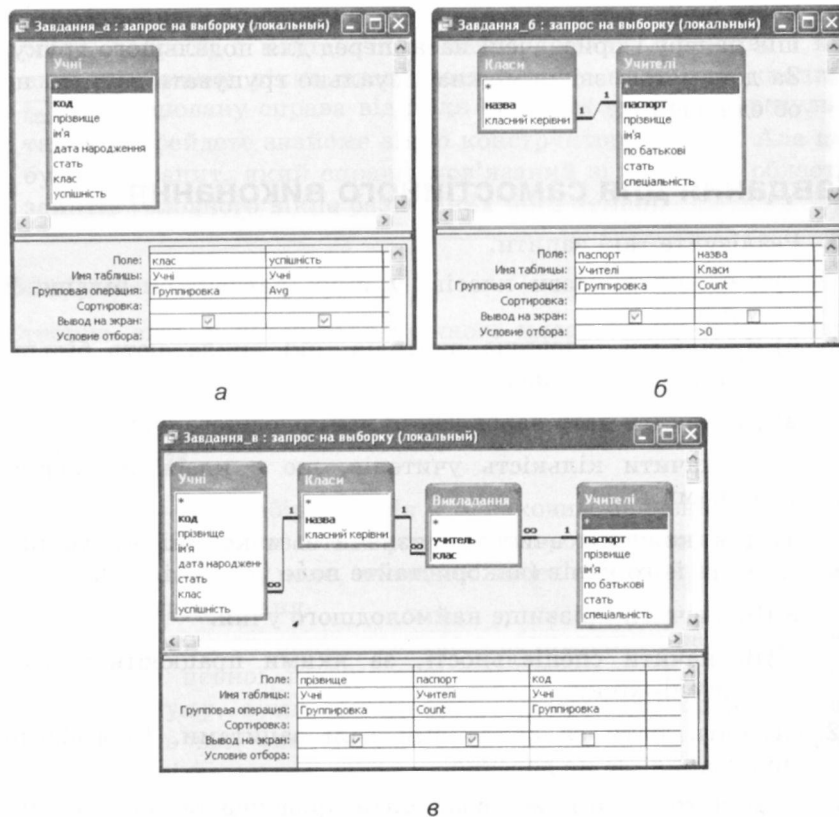 Завдання_а : запрос на выборку (локальный)
Учні
*
код
прізвище
ім'я
дата народження
стать
клас
успішність
Поле: клас успішність
Имя таблицы: Учні Учні
Групповая операция: Группировка Avg
Сортировка:
Вывод на экран:
Условие отбора:
а
Завдання_б : запрос на выборку (локальный)
Класи
*
назва
класний керівни
1
Учителі
паспорт
прізвище
ім'я
по батькові
стать
спеціальність
Поле: паспорт назва
Имя таблицы: Учителі Класи
Групповая операция: Группировка Count
Сортировка:
Вывод на экран:
Условие отбора: >0
б
Завдання_в : запрос на выборку (локальный)
Учні
*
код
прізвище
ім'я
дата народженн
стать
клас
успішність
∞
1
Класи
*
назва
класний керівни
1
∞
Викладання
*
учитель
клас
∞ 1
Учителі
*
паспорт
прізвище
ім'я
по батькові
стать
спеціальність
Поле: прізвище паспорт код
Имя таблицы: Учні Учителі Учні
Групповая операция: Группировка Count Группировка
Сортировка:
Вывод на экран:
Условие отбора:
в